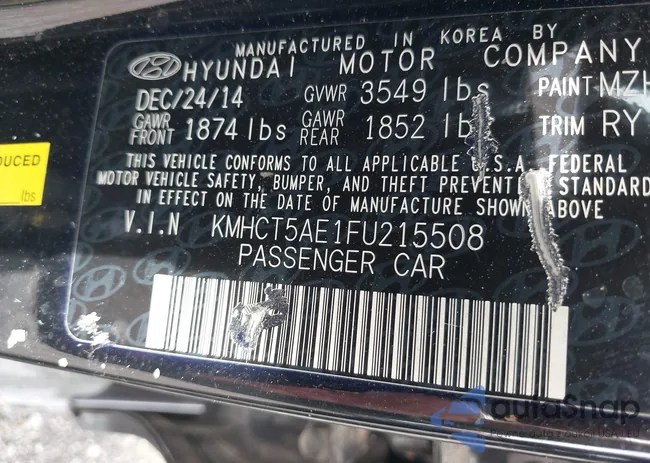 MANUFACTURED IN KOREA BY
HYUNDAI MOTOR COMPANY
DEC/24/14 GVWR 3549 lbs PAINT MZH
GAWR FRONT 1874 lbs GAWR REAR 1852 lb TRIM RY
THIS VEHICLE CONFORMS TO ALL APPLICABLE U.S.A. FEDERAL
MOTOR VEHICLE SAFETY, BUMPER, AND THEFT PREVENTION STANDARD
IN EFFECT ON THE DATE OF MANUFACTURE SHOWN ABOVE
V.I.N KMHCT5AE1FU215508
PASSENGER CAR
DUCED
lbs
autoSnap